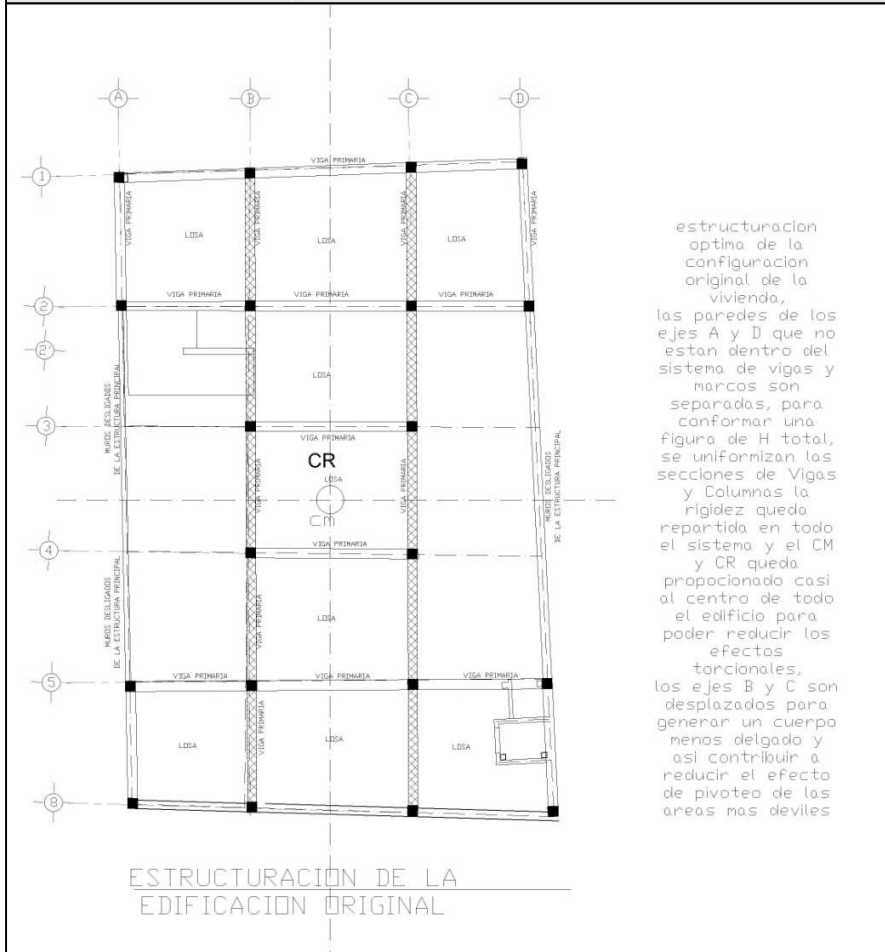 A
B
C
D
VIGA PRIMARIA
1
VIGA PRIMARIA
VIGA PRIMARIA
VIGA PRIMARIA
VIGA PRIMARIA
LOSA
LOSA
LOSA
VIGA PRIMARIA
VIGA PRIMARIA
VIGA PRIMARIA
2
2'
LOSA
MUROS DESLIGADOS
DE LA ESTRUCTURA PRINCIPAL
3
VIGA PRIMARIA
CR
LOSA
CM
VIGA PRIMARIA
VIGA PRIMARIA
MUROS DESLIGADOS
DE LA ESTRUCTURA PRINCIPAL
4
VIGA PRIMARIA
MUROS DESLIGADOS
DE LA ESTRUCTURA PRINCIPAL
VIGA PRIMARIA
LOSA
VIGA PRIMARIA
VIGA PRIMARIA
VIGA PRIMARIA
5
VIGA PRIMARIA
LOSA
LOSA
LOSA
8
estructuracion
optima de la
configuracion
original de la
vivienda,
las paredes de los
ejes A y D que no
estan dentro del
sistema de vigas y
marcos son
separadas, para
conformar una
figura de H total,
se uniformizan las
secciones de Vigas
y Columnas la
rigidez queda
repartida en todo
el sistema y el CM
y CR queda
propocionado casi
al centro de todo
el edificio para
poder reducir los
efectos
torcionales,
los ejes B y C son
desplazados para
generar un cuerpo
menos delgado y
asi contribuir a
reducir el efecto
de pivoteo de las
areas mas deviles
ESTRUCTURACION DE LA
EDIFICACION ORIGINAL